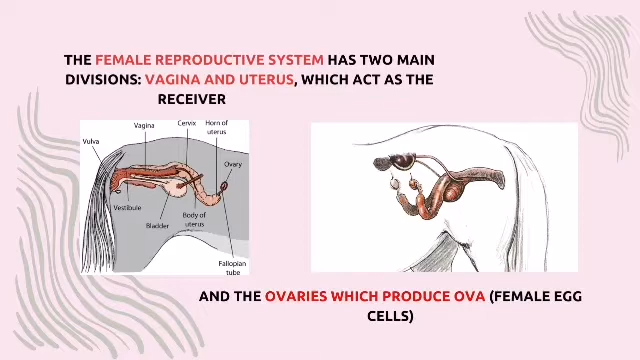 THE FEMALE REPRODUCTIVE SYSTEM HAS TWO MAIN
DIVISIONS: VAGINA AND UTERUS, WHICH ACT AS THE
RECEIVER
Vulva
Vagina
Cervix
Horn of
uterus
Ovary
Vestibule
Bladder
Body of
uterus
Fallopian
tube
AND THE OVARIES WHICH PRODUCE OVA (FEMALE EGG
CELLS)